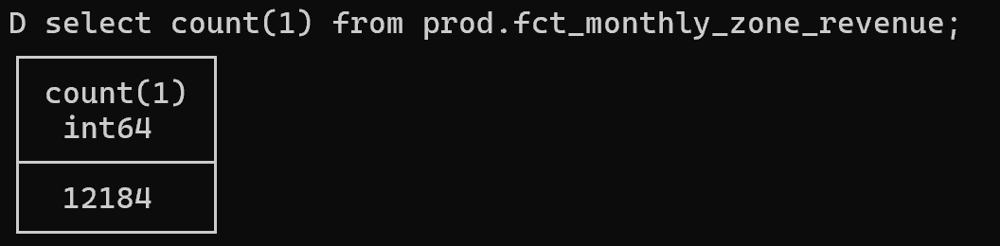 D select count(1) from prod.fct_monthly_zone_revenue;
count(1)
int64
12184